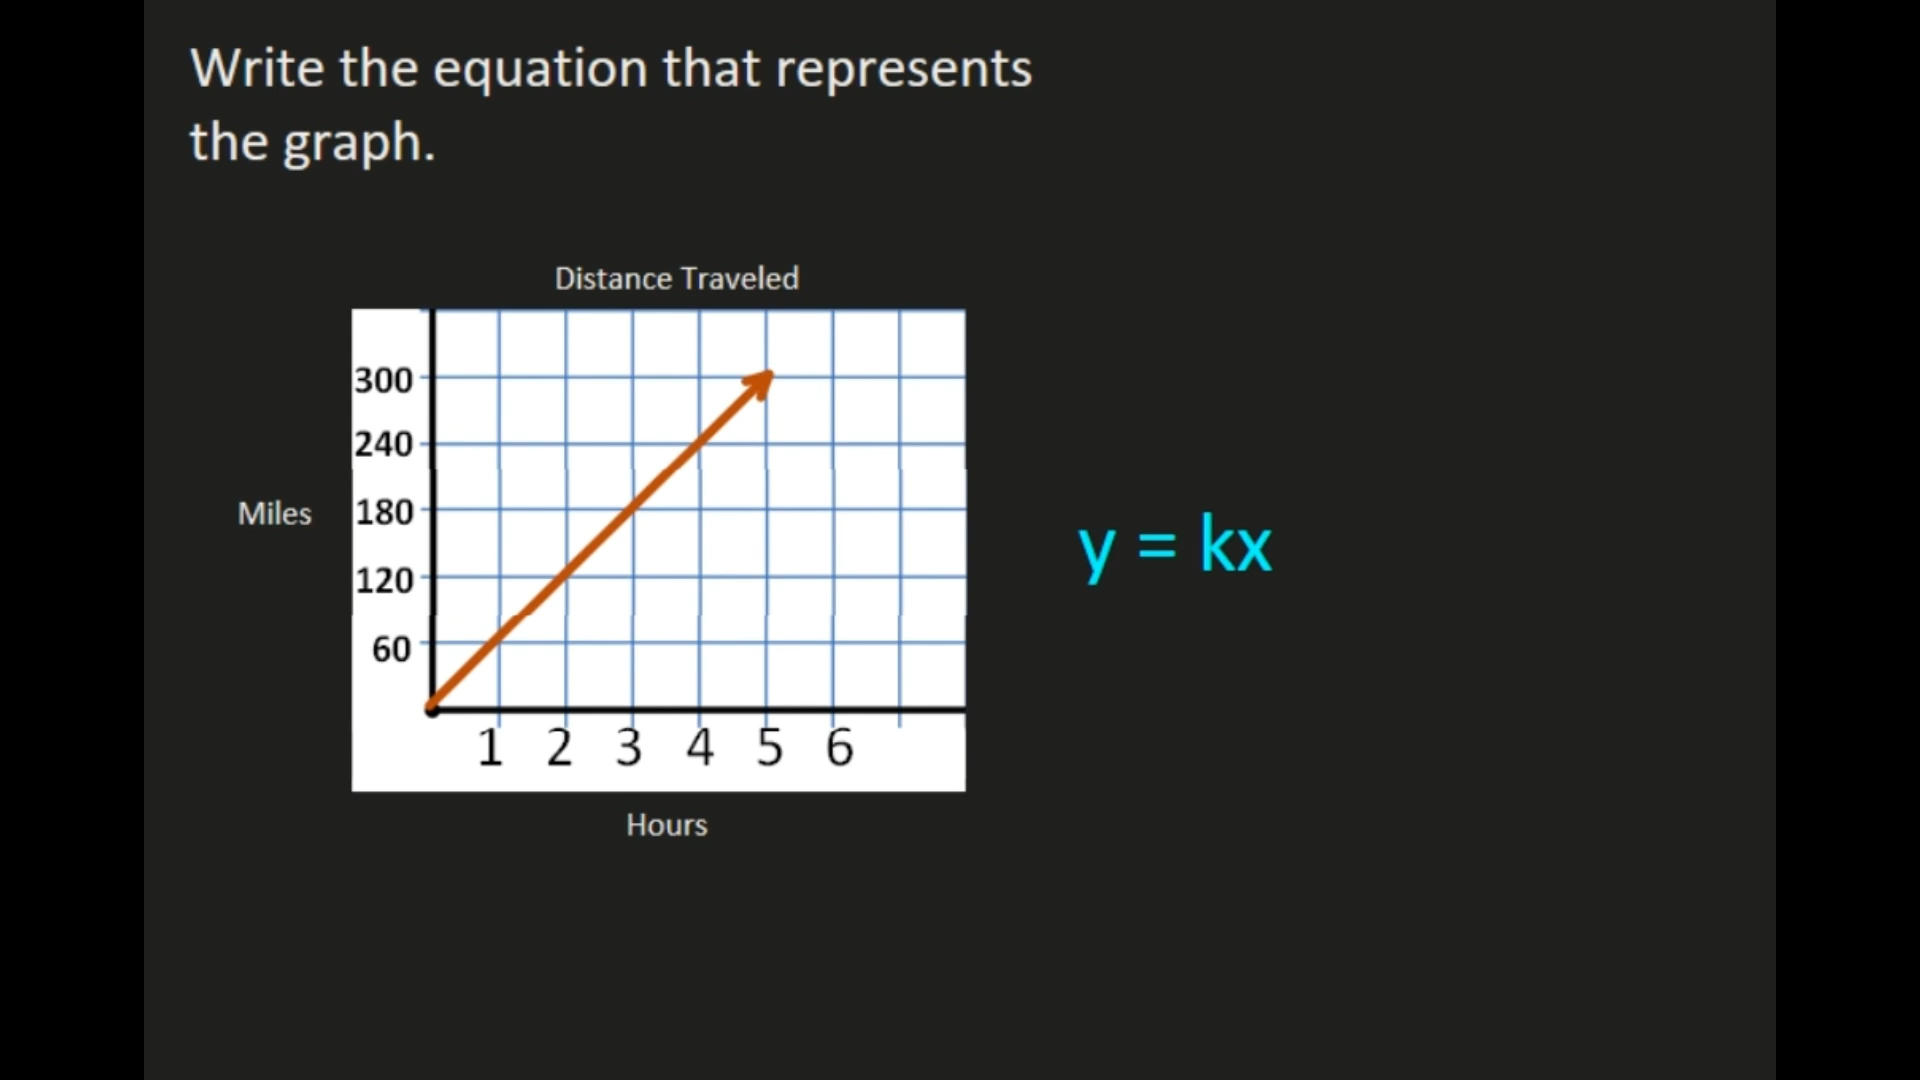 Write the equation that represents
the graph.
Distance Traveled
300
240
Miles 180
120
60
1 2 3 4 5 6
Hours
y = kx